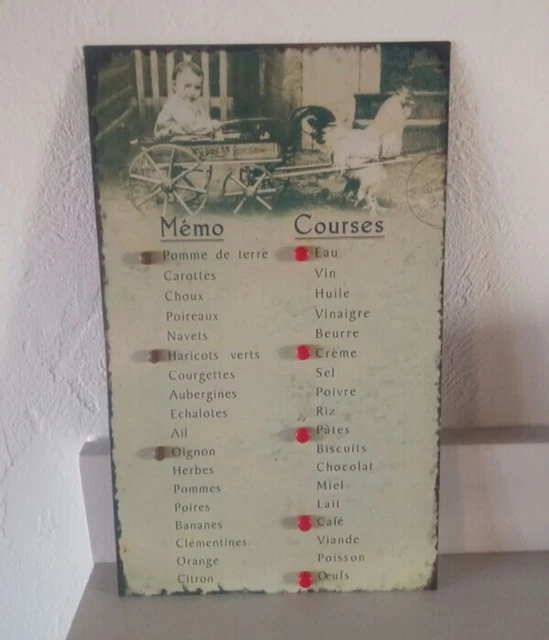 EXPRESS
Mémo
Pomme de terre
Carottes
Choux
Poireaux
Navets
Haricots verts
Courgettes
Aubergines
Echalotes
Ail
Oignon
Herbes
Pommes
Poires
Bananes
Clémentines
Orange
Citron
Courses
Eau
Vin
Huile
Vinaigre
Beurre
Crème
Sel
Poivre
Riz
Pâtes
Biscuits
Chocolat
Miel
Lait
Café
Viande
Poisson
Œufs